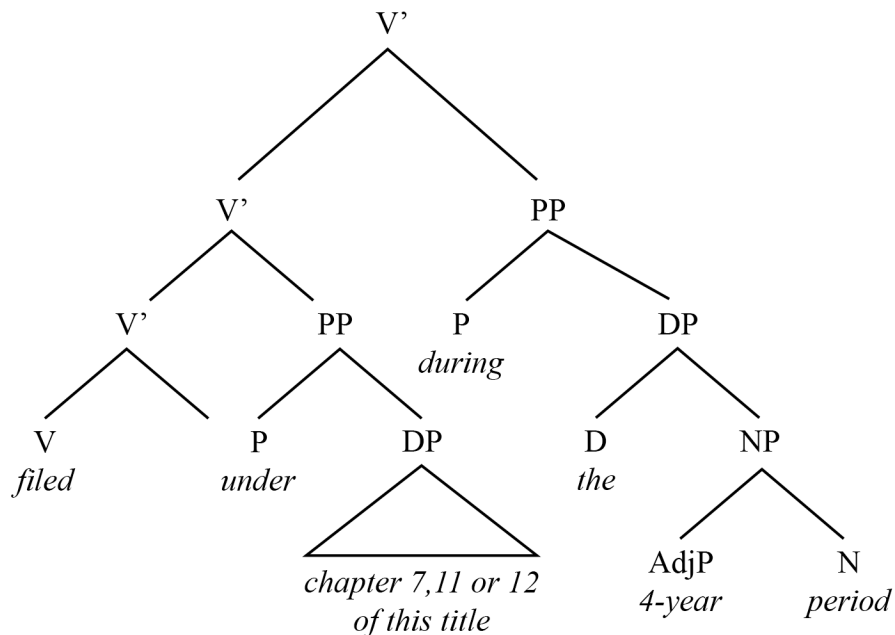 V’
V’ PP
V’ PP P DP
during
V P DP D NP
filed under the
chapter 7,11 or 12 AdjP N
of this title 4-year period